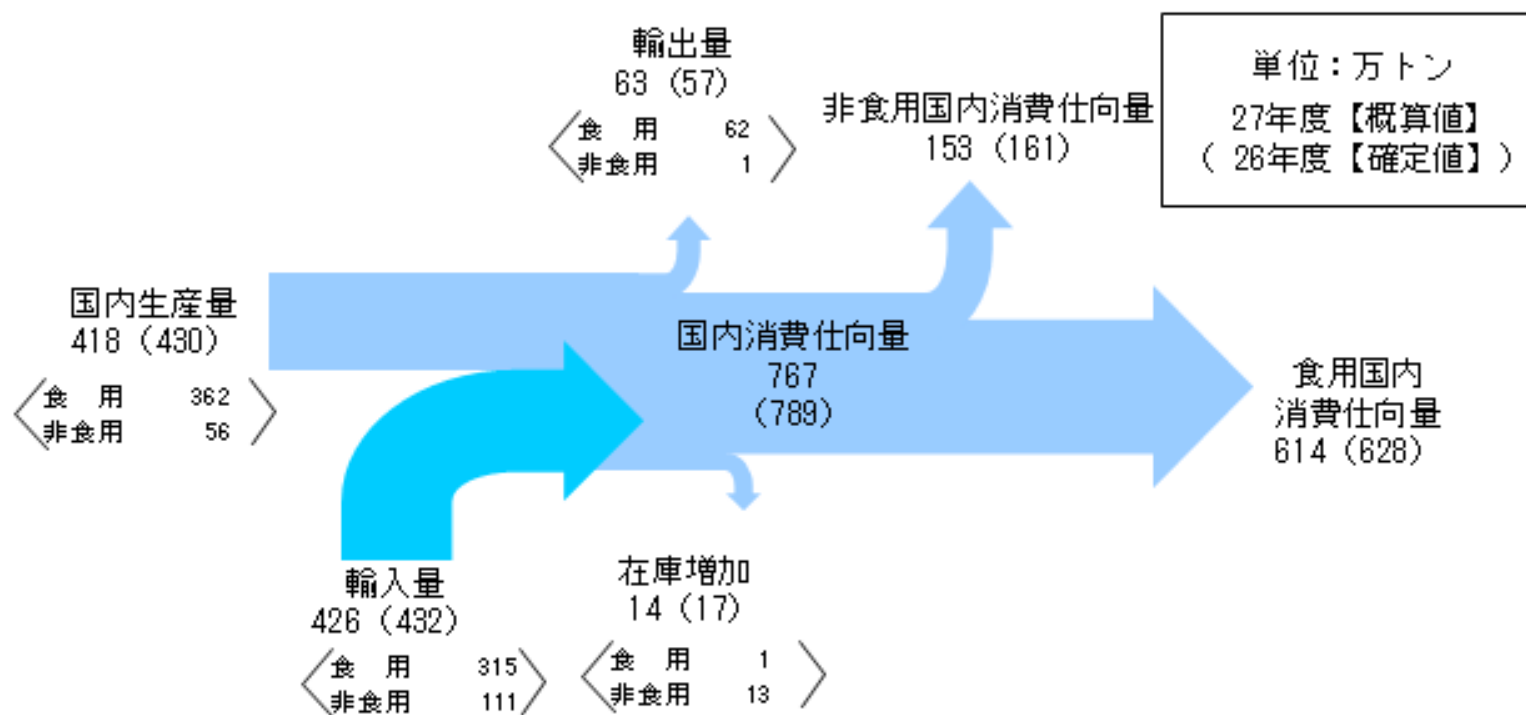 輸出量
63 (57)
食 用 62
非食用 1
非食用国内消費仕向量
153 (161)
単位：万トン
27年度【概算値】
( 26年度【確定値】 )
国内生産量
418 (430)
食 用 362
非食用 56
国内消費仕向量
767
(789)
食用国内
消費仕向量
614 (628)
輸入量
426 (432)
食 用 315
非食用 111
在庫増加
14 (17)
食 用 1
非食用 13